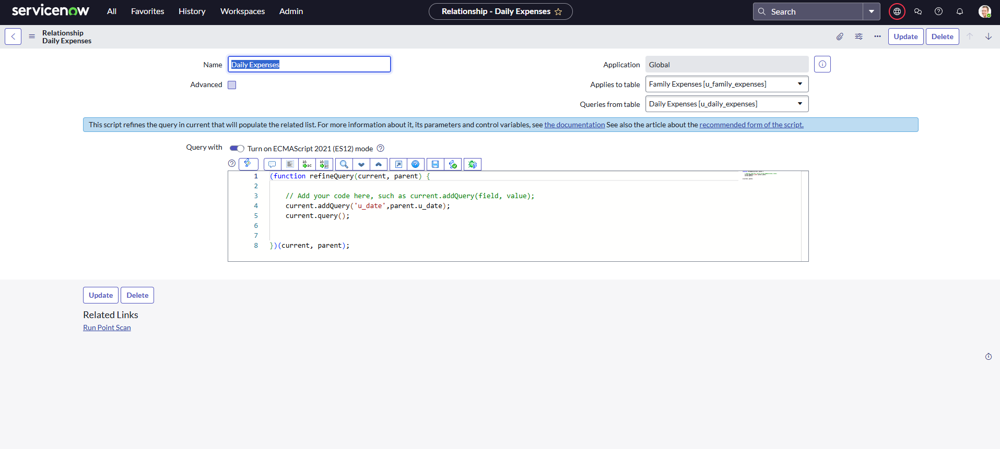 servicenow All Favorites History Workspaces Admin Relationship - Daily Expenses Search
Relationship
Daily Expenses
Update Delete
Name Daily Expenses Application Global
Advanced Applies to table Family Expenses [u_family_expenses]
Queries from table Daily Expenses [u_daily_expenses]
This script refines the query in current that will populate the related list. For more information about it, its parameters and control variables, see the documentation See also the article about the recommended form of the script.
Query with Turn on ECMAScript 2021 (ES12) mode
1 (function refineQuery(current, parent) {
2
3 // Add your code here, such as current.addQuery(field, value);
4 current.addQuery('u_date',parent.u_date);
5 current.query();
6
7
8 })(current, parent);
Update Delete
Related Links
Run Point Scan